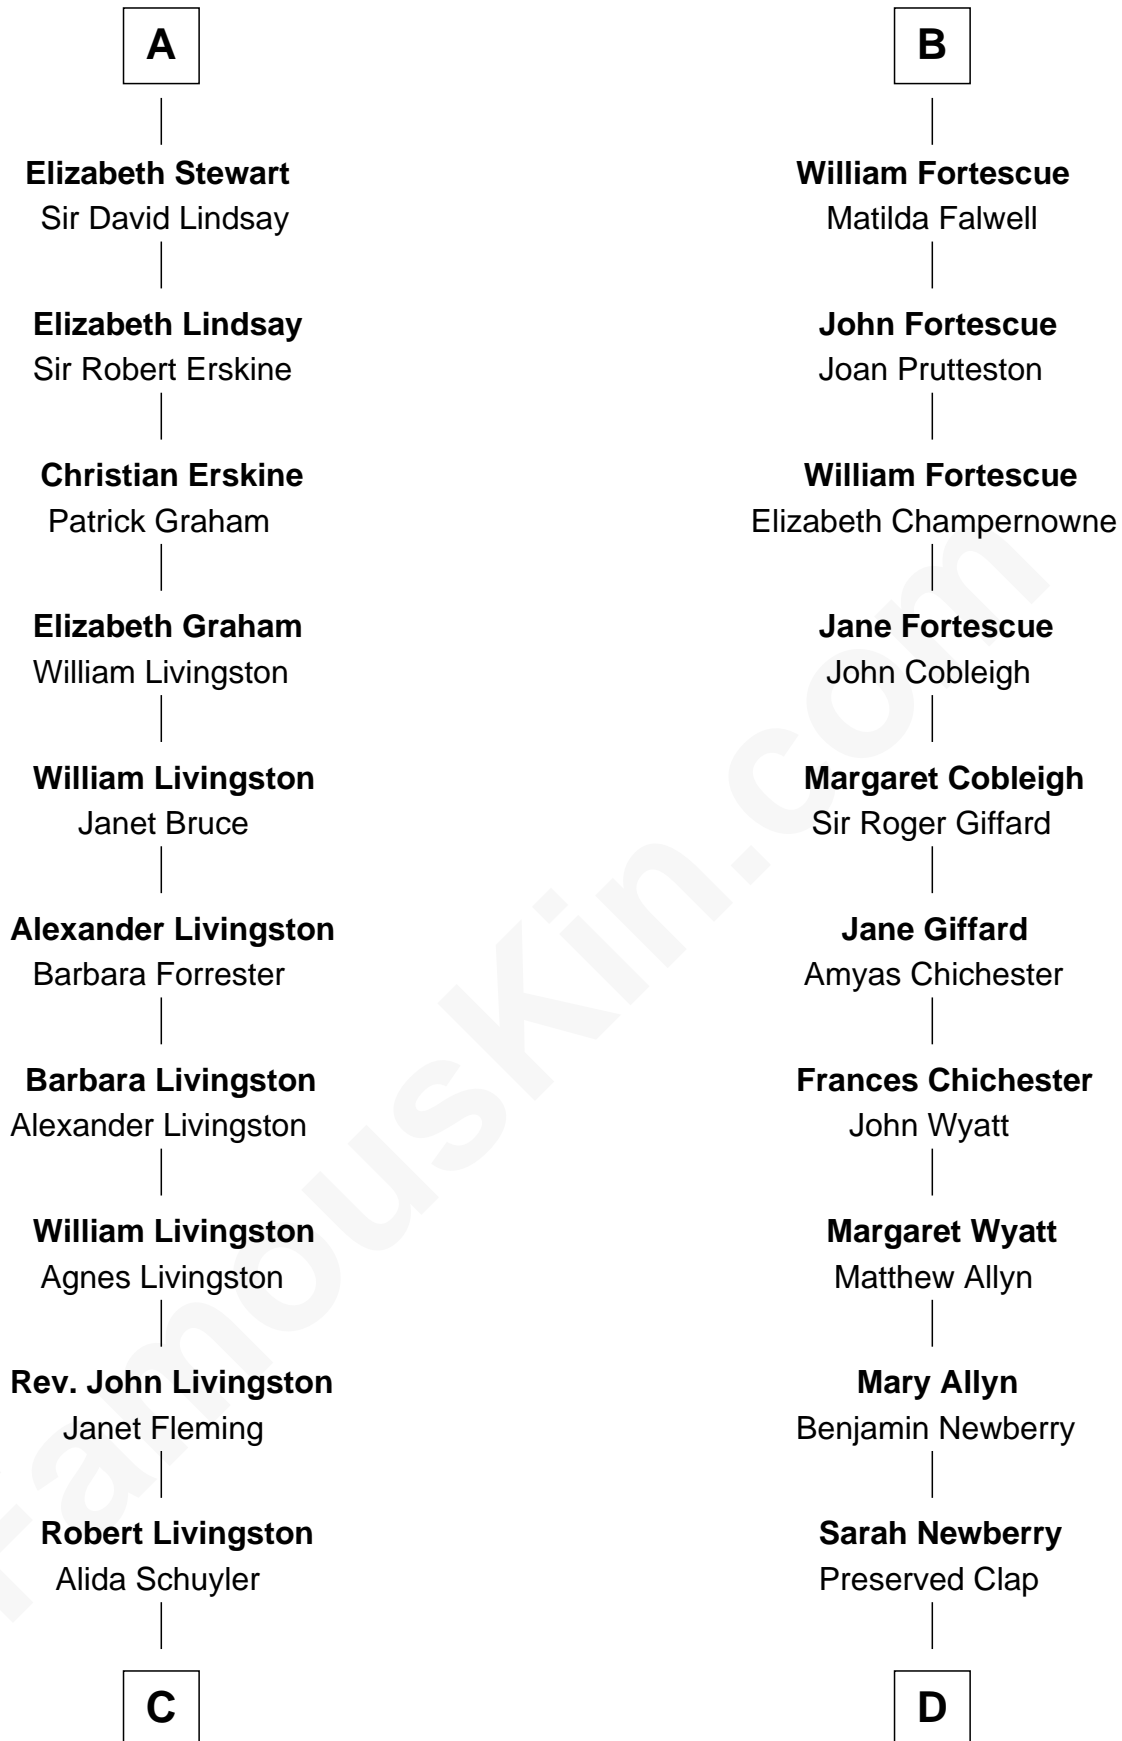 A
Elizabeth Stewart
Sir David Lindsay
Elizabeth Lindsay
Sir Robert Erskine
Christian Erskine
Patrick Graham
Elizabeth Graham
William Livingston
William Livingston
Janet Bruce
Alexander Livingston
Barbara Forrester
Barbara Livingston
Alexander Livingston
William Livingston
Agnes Livingston
Rev. John Livingston
Janet Fleming
Robert Livingston
Alida Schuyler
C
B
William Fortescue
Matilda Falwell
John Fortescue
Joan Prutteston
William Fortescue
Elizabeth Champernowne
Jane Fortescue
John Cobleigh
Margaret Cobleigh
Sir Roger Giffard
Jane Giffard
Amyas Chichester
Frances Chichester
John Wyatt
Margaret Wyatt
Matthew Allyn
Mary Allyn
Benjamin Newberry
Sarah Newberry
Preserved Clap
D
FamousKin.com